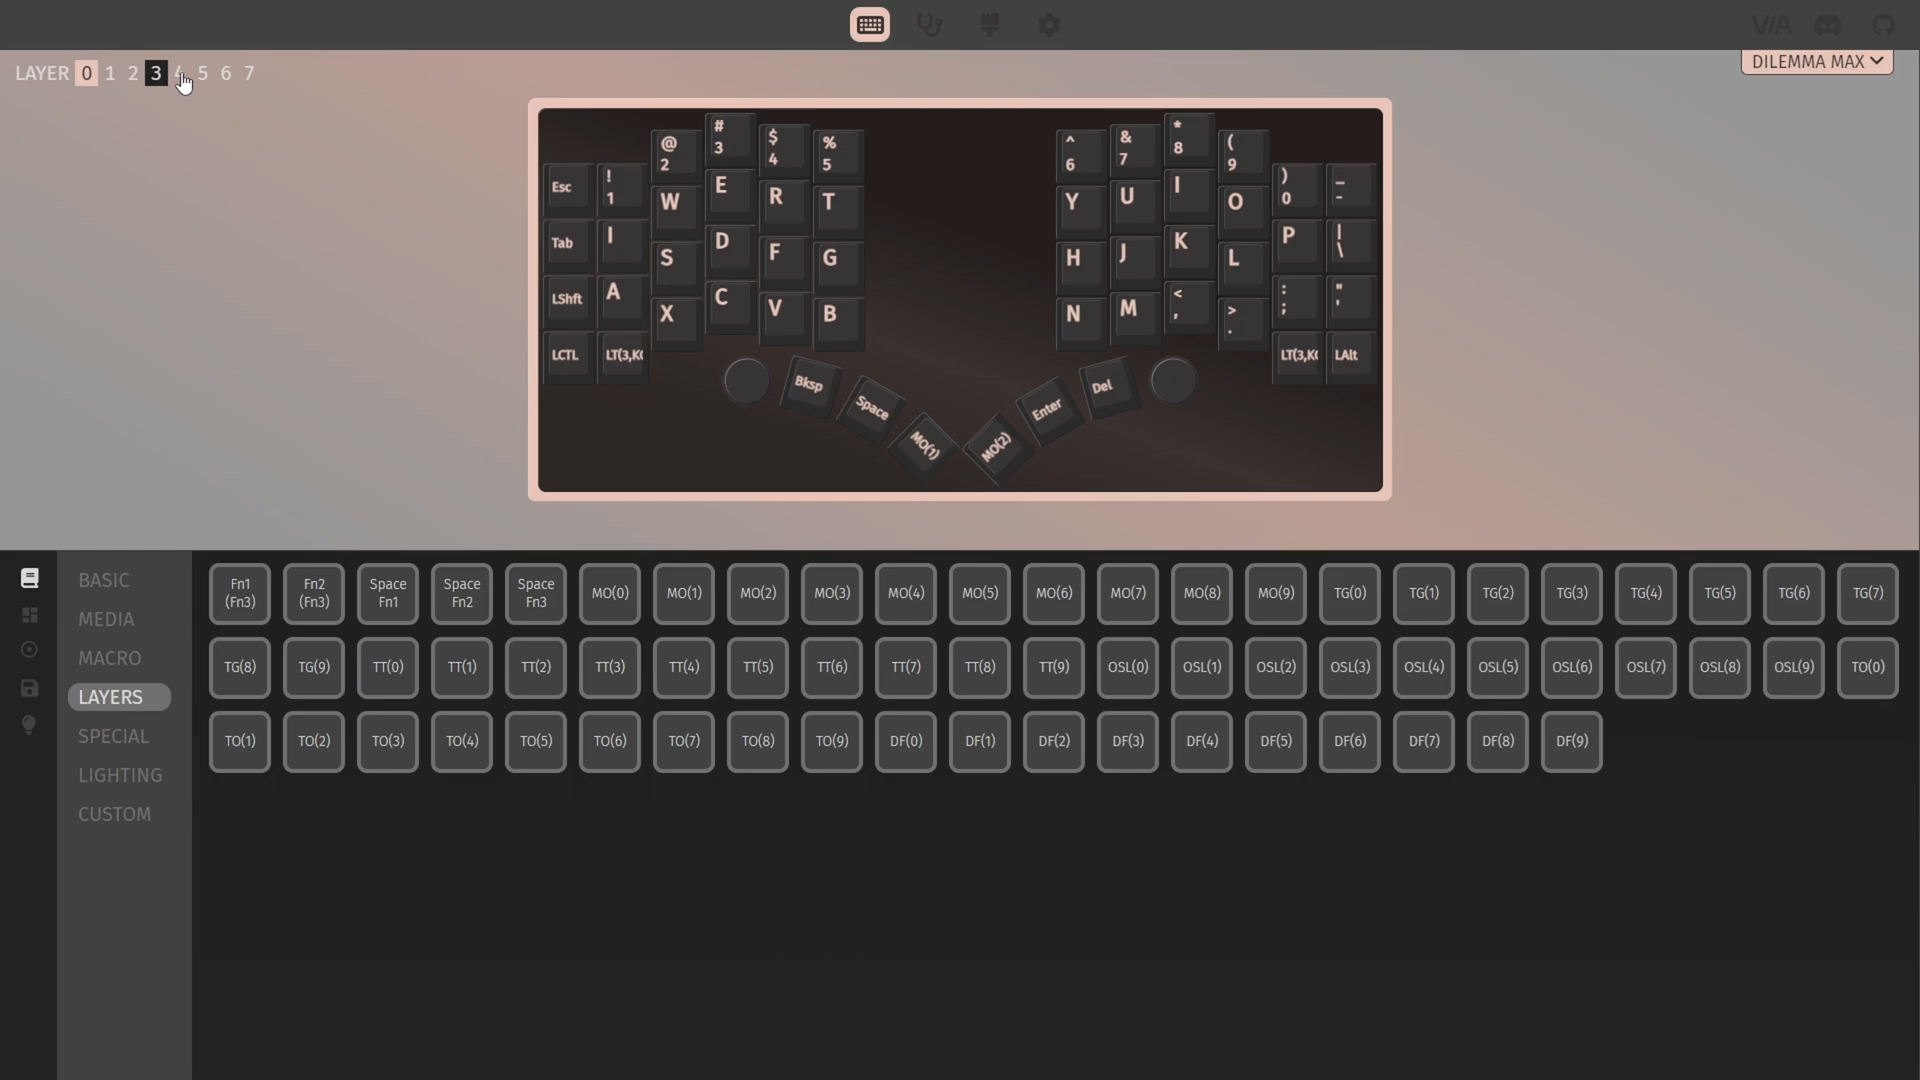 VIA
LAYER 0 1 2 3 4 5 6 7
DILEMMA MAX
Esc ! 1 @ 2 # 3 $ 4 % 5 ^ 6 & 7 * 8 ( 9 ) 0 _ -
Tab I W E R T Y U I O P | \
LShft A S D F G H J K L : ; " '
LCTL LT(3,K X C V B N M < , > . LT(3,K LAlt
Bksp Space MO(1) MO(2) Enter Del
BASIC
MEDIA
MACRO
LAYERS
SPECIAL
LIGHTING
CUSTOM
Fn1 (Fn3) Fn2 (Fn3) Space Fn1 Space Fn2 Space Fn3 MO(0) MO(1) MO(2) MO(3) MO(4) MO(5) MO(6) MO(7) MO(8) MO(9) TG(0) TG(1) TG(2) TG(3) TG(4) TG(5) TG(6) TG(7)
TG(8) TG(9) TT(0) TT(1) TT(2) TT(3) TT(4) TT(5) TT(6) TT(7) TT(8) TT(9) OSL(0) OSL(1) OSL(2) OSL(3) OSL(4) OSL(5) OSL(6) OSL(7) OSL(8) OSL(9) TO(0)
TO(1) TO(2) TO(3) TO(4) TO(5) TO(6) TO(7) TO(8) TO(9) DF(0) DF(1) DF(2) DF(3) DF(4) DF(5) DF(6) DF(7) DF(8) DF(9)